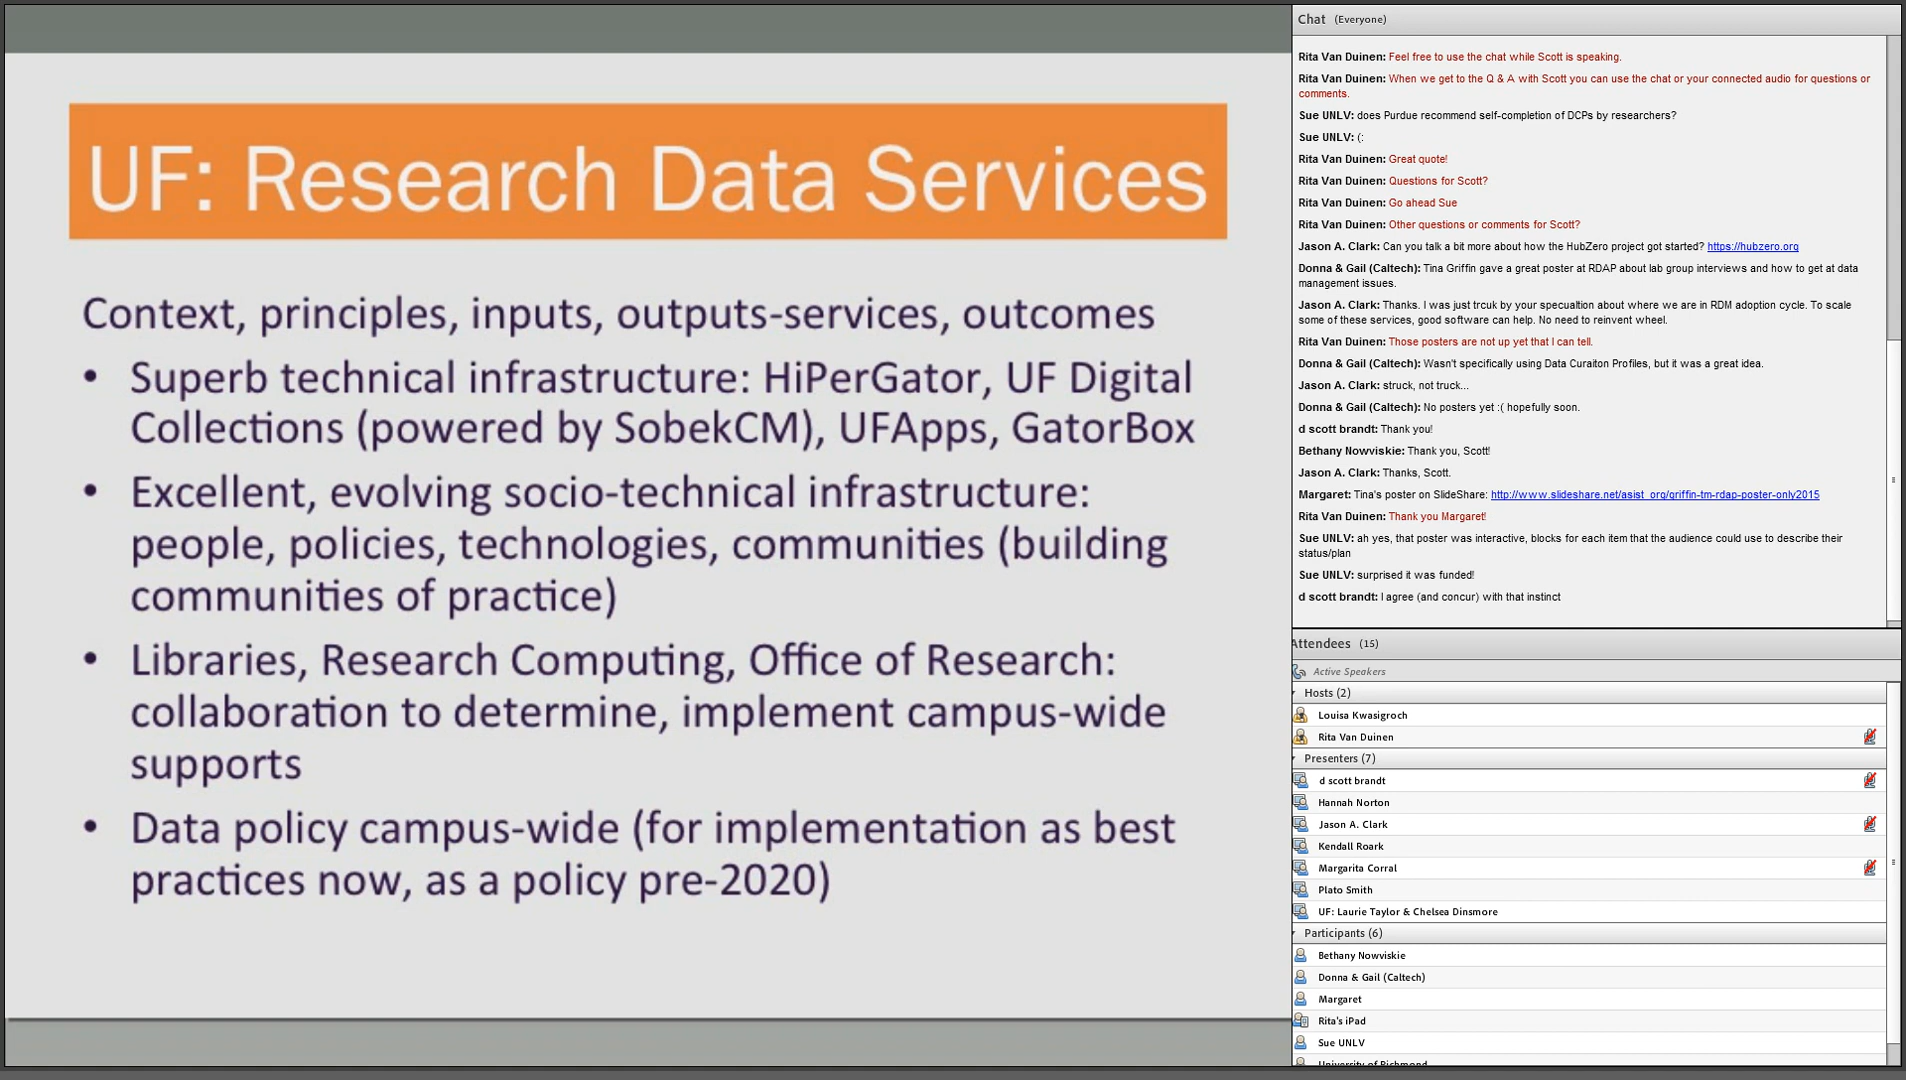 UF: Research Data Services
Context, principles, inputs, outputs-services, outcomes
• Superb technical infrastructure: HiPerGator, UF Digital
Collections (powered by SobekCM), UFApps, GatorBox
• Excellent, evolving socio-technical infrastructure:
people, policies, technologies, communities (building
communities of practice)
• Libraries, Research Computing, Office of Research:
collaboration to determine, implement campus-wide
supports
• Data policy campus-wide (for implementation as best
practices now, as a policy pre-2020)
Chat (Everyone)
Rita Van Duinen: Feel free to use the chat while Scott is speaking.
Rita Van Duinen: When we get to the Q & A with Scott you can use the chat or your connected audio for questions or
comments.
Sue UNLV: does Purdue recommend self-completion of DCPs by researchers?
Sue UNLV: (:
Rita Van Duinen: Great quote!
Rita Van Duinen: Questions for Scott?
Rita Van Duinen: Go ahead Sue
Rita Van Duinen: Other questions or comments for Scott?
Jason A. Clark: Can you talk a bit more about how the HubZero project got started? https://hubzero.org
Donna & Gail (Caltech): Tina Griffin gave a great poster at RDAP about lab group interviews and how to get at data
management issues.
Jason A. Clark: Thanks. I was just trcuk by your specualtion about where we are in RDM adoption cycle. To scale
some of these services, good software can help. No need to reinvent wheel.
Rita Van Duinen: Those posters are not up yet that I can tell.
Donna & Gail (Caltech): Wasn't specifically using Data Curaiton Profiles, but it was a great idea.
Jason A. Clark: struck, not truck...
Donna & Gail (Caltech): No posters yet :( hopefully soon.
d scott brandt: Thank you!
Bethany Nowviskie: Thank you, Scott!
Jason A. Clark: Thanks, Scott.
Margaret: Tina's poster on SlideShare: http://www.slideshare.net/asist_org/griffin-tm-rdap-poster-only2015
Rita Van Duinen: Thank you Margaret!
Sue UNLV: ah yes, that poster was interactive, blocks for each item that the audience could use to describe their
status/plan
Sue UNLV: surprised it was funded!
d scott brandt: I agree (and concur) with that instinct
Attendees (15)
Active Speakers
Hosts (2)
Louisa Kwasigroch
Rita Van Duinen
Presenters (7)
d scott brandt
Hannah Norton
Jason A. Clark
Kendall Roark
Margarita Corral
Plato Smith
UF: Laurie Taylor & Chelsea Dinsmore
Participants (6)
Bethany Nowviskie
Donna & Gail (Caltech)
Margaret
Rita's iPad
Sue UNLV
University of Richmond